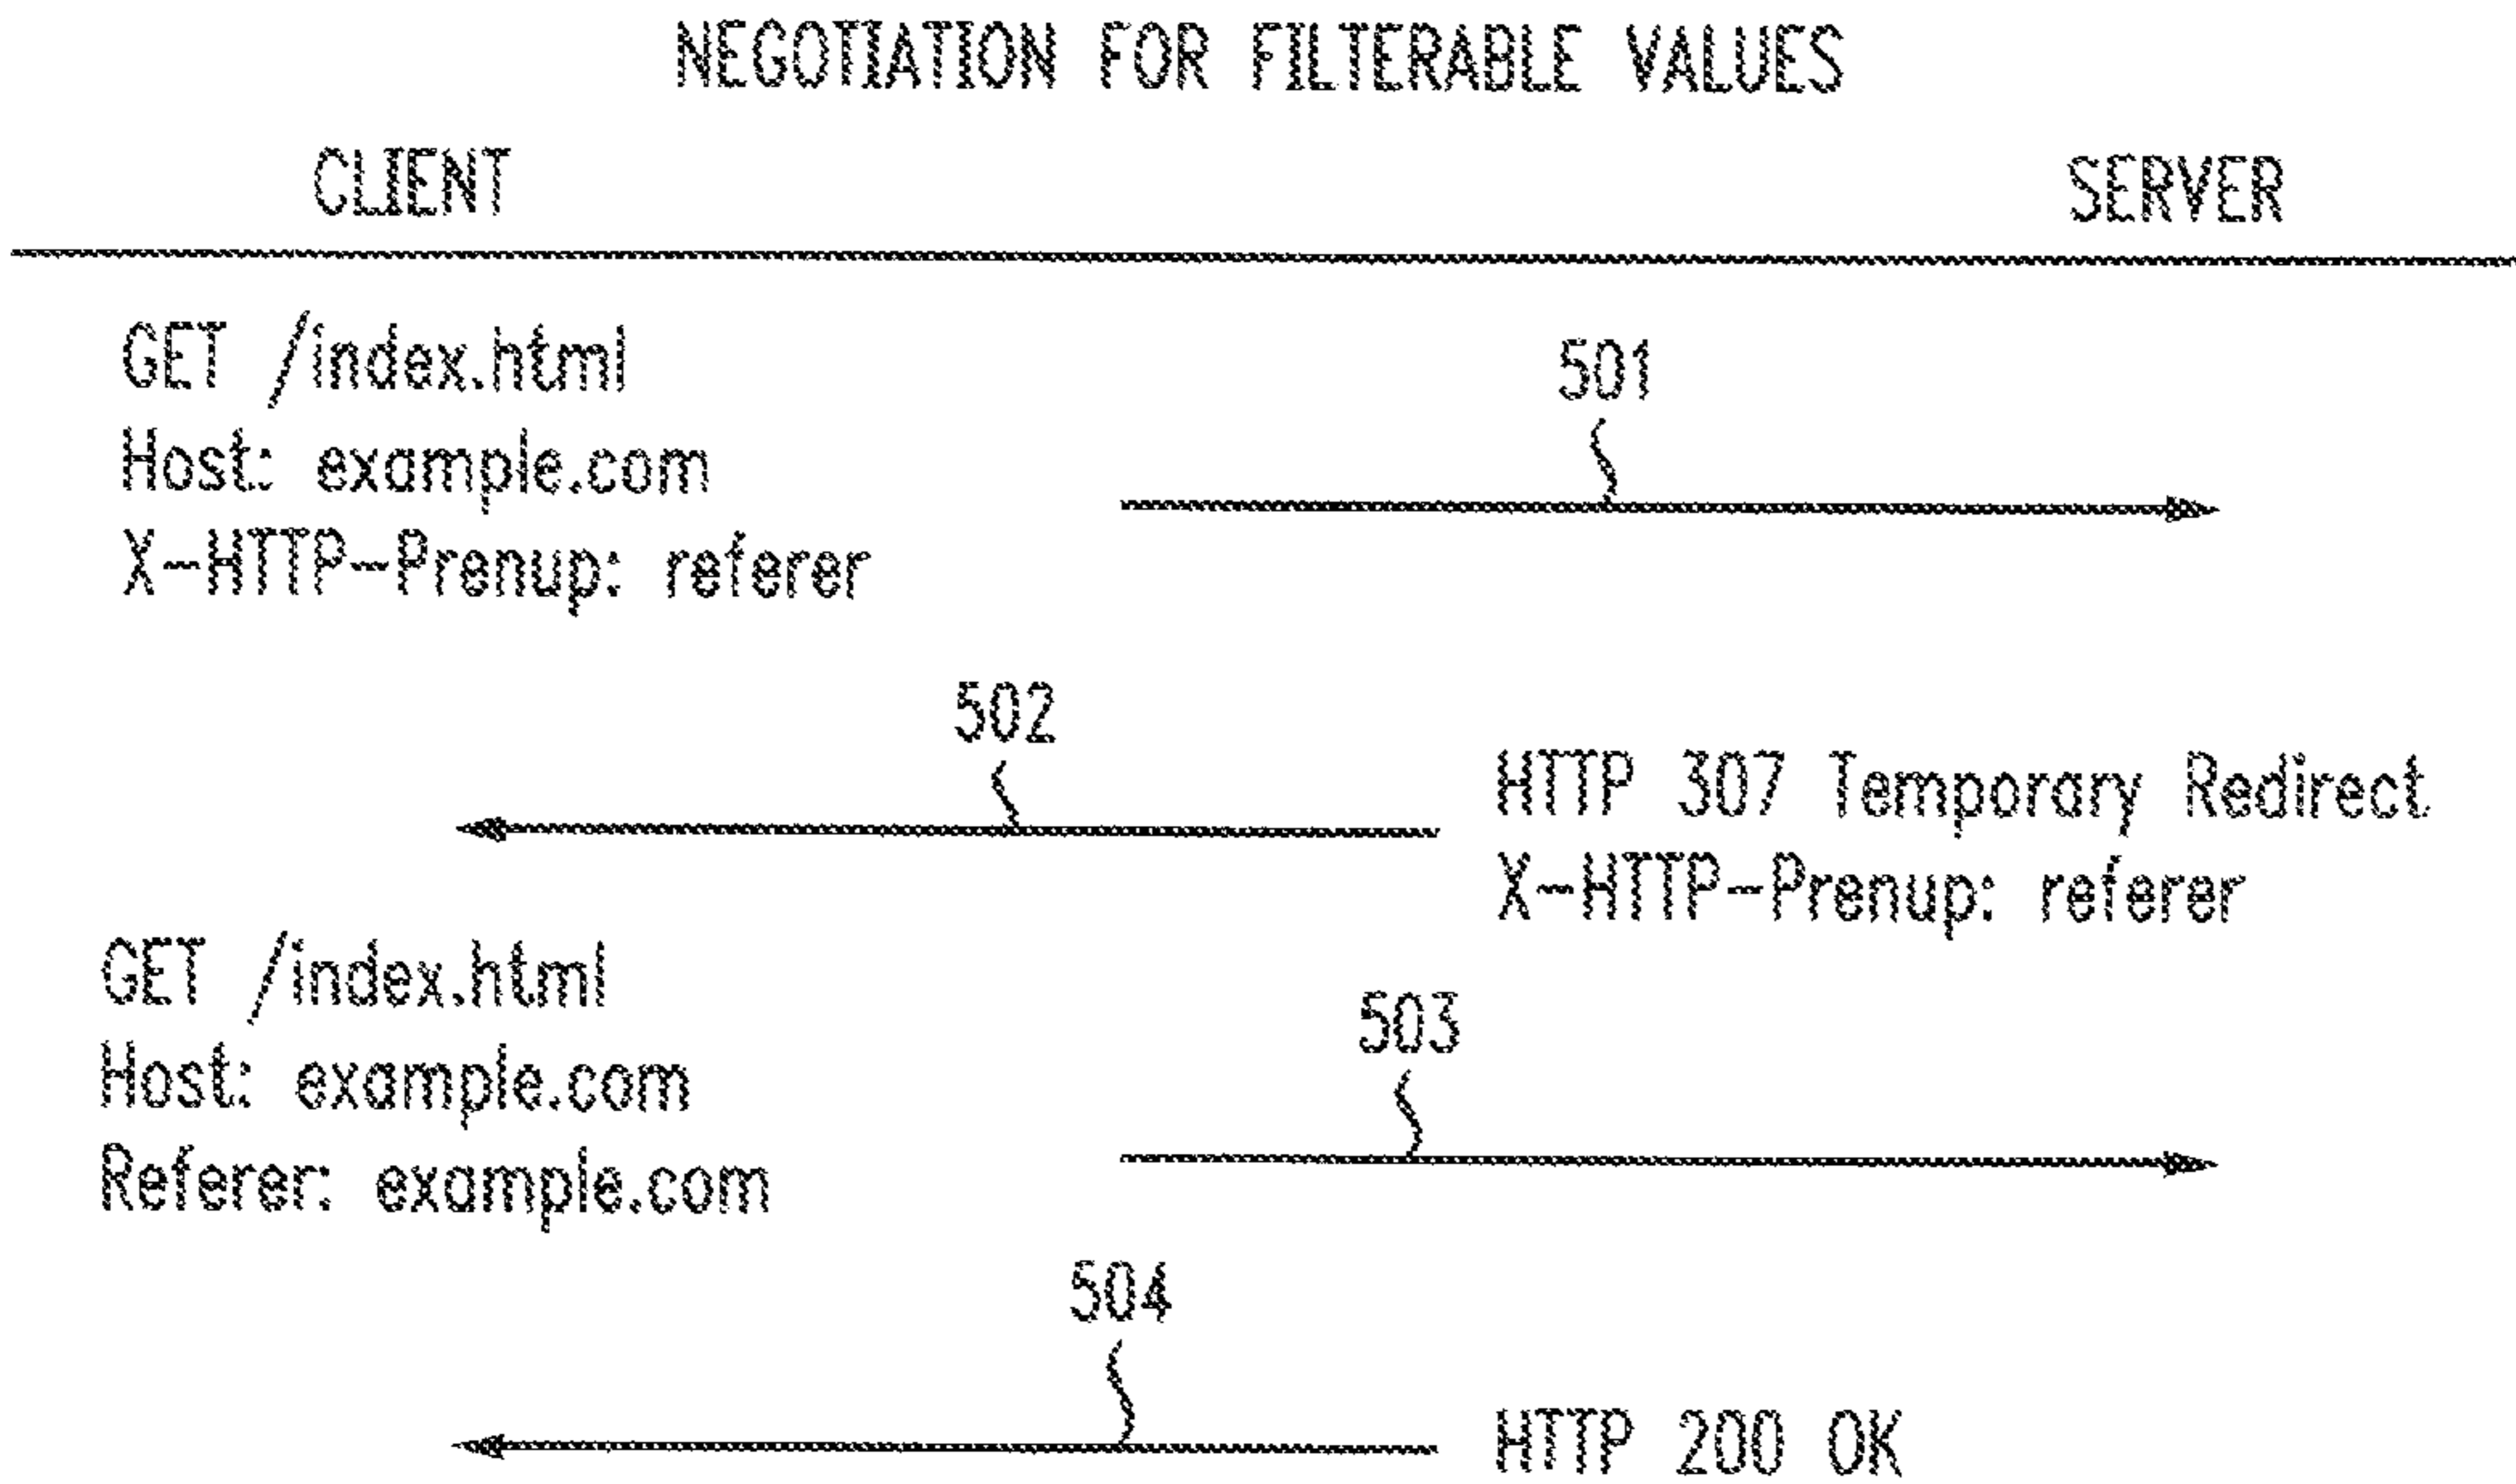 NEGOTIATION FOR FILTERABLE VALUES
CLIENT
SERVER
GET /index.html
501
Host: example.com
X-HTTP-Prenup: referer
502
HTTP 307 Temporary Redirect
X-HTTP-Prenup: referer
GET /index.html
503
Host: example.com
Referer: example.com
504
HTTP 200 OK